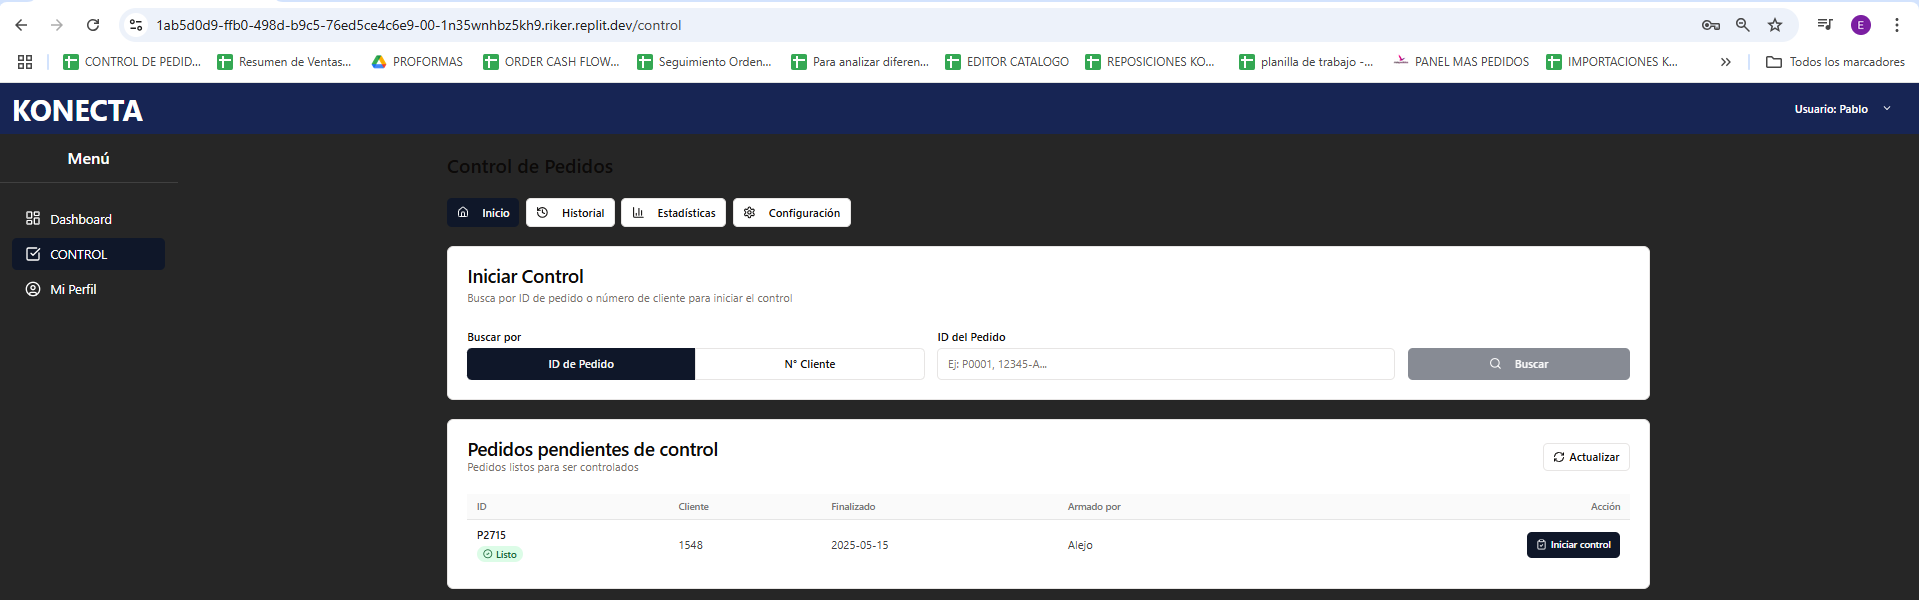 1ab5d0d9-ffb0-498d-b9c5-76ed5ce4c6e9-00-1n35wnhbz5kh9.riker.replit.dev/control
E
CONTROL DE PEDID... Resumen de Ventas... PROFORMAS ORDER CASH FLOW... Seguimiento Orden... Para analizar diferen... EDITOR CATALOGO REPOSICIONES KO... planilla de trabajo -... PANEL MAS PEDIDOS IMPORTACIONES K... » Todos los marcadores
KONECTA
Usuario: Pablo
Menú
Dashboard
CONTROL
Mi Perfil
Control de Pedidos
Inicio Historial Estadísticas Configuración
Iniciar Control
Busca por ID de pedido o número de cliente para iniciar el control
Buscar por
ID de Pedido N° Cliente
ID del Pedido
Ej: P0001, 12345-A...
Buscar
Pedidos pendientes de control
Pedidos listos para ser controlados
Actualizar
ID Cliente Finalizado Armado por Acción
P2715
Listo
1548 2025-05-15 Alejo Iniciar control